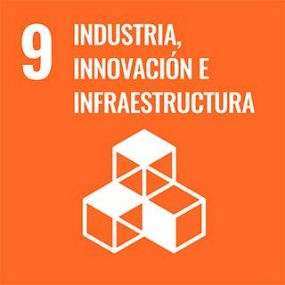 9 INDUSTRIA,
INNOVACIÓN E
INFRAESTRUCTURA